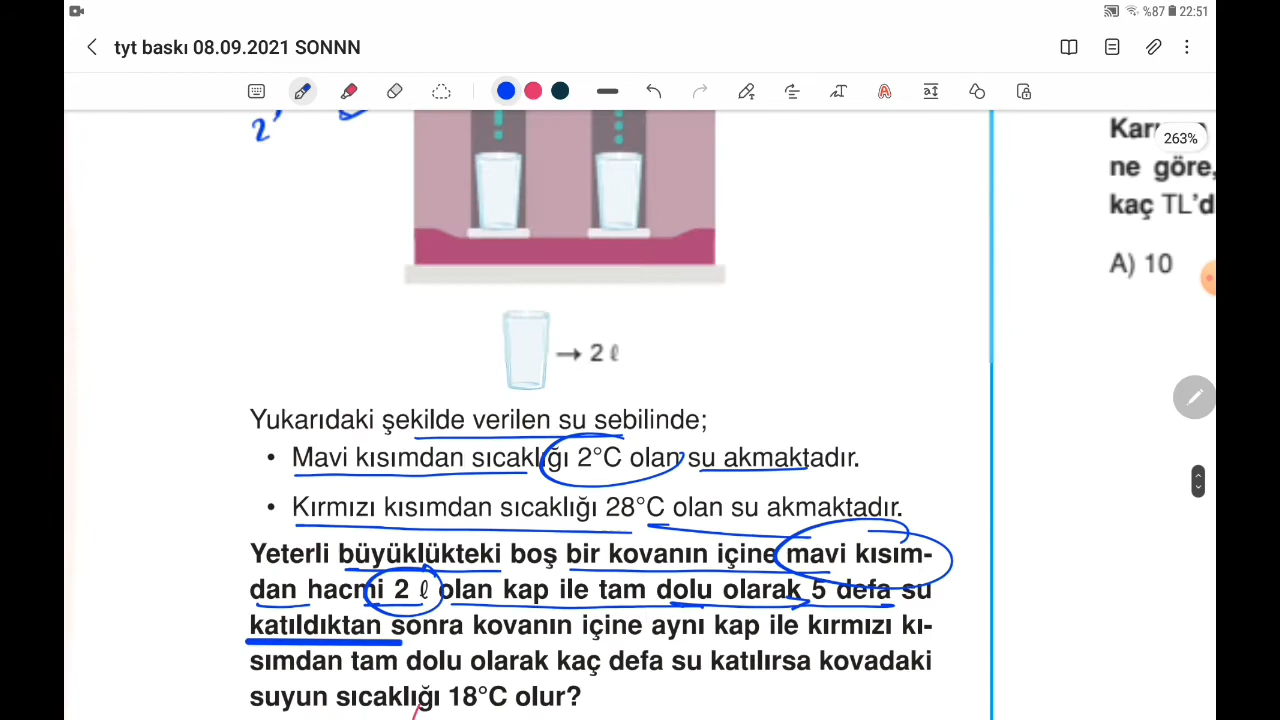 %87 22:51
tyt baskı 08.09.2021 SONNN
2
263%
→ 2 ℓ
Yukarıdaki şekilde verilen su sebilinde;
• Mavi kısımdan sıcaklığı 2°C olan su akmaktadır.
• Kırmızı kısımdan sıcaklığı 28°C olan su akmaktadır.
Yeterli büyüklükteki boş bir kovanın içine mavi kısım-
dan hacmi 2 ℓ olan kap ile tam dolu olarak 5 defa su
katıldıktan sonra kovanın içine aynı kap ile kırmızı kı-
sımdan tam dolu olarak kaç defa su katılırsa kovadaki
suyun sıcaklığı 18°C olur?
ne göre,
kaç TL'd
A) 10